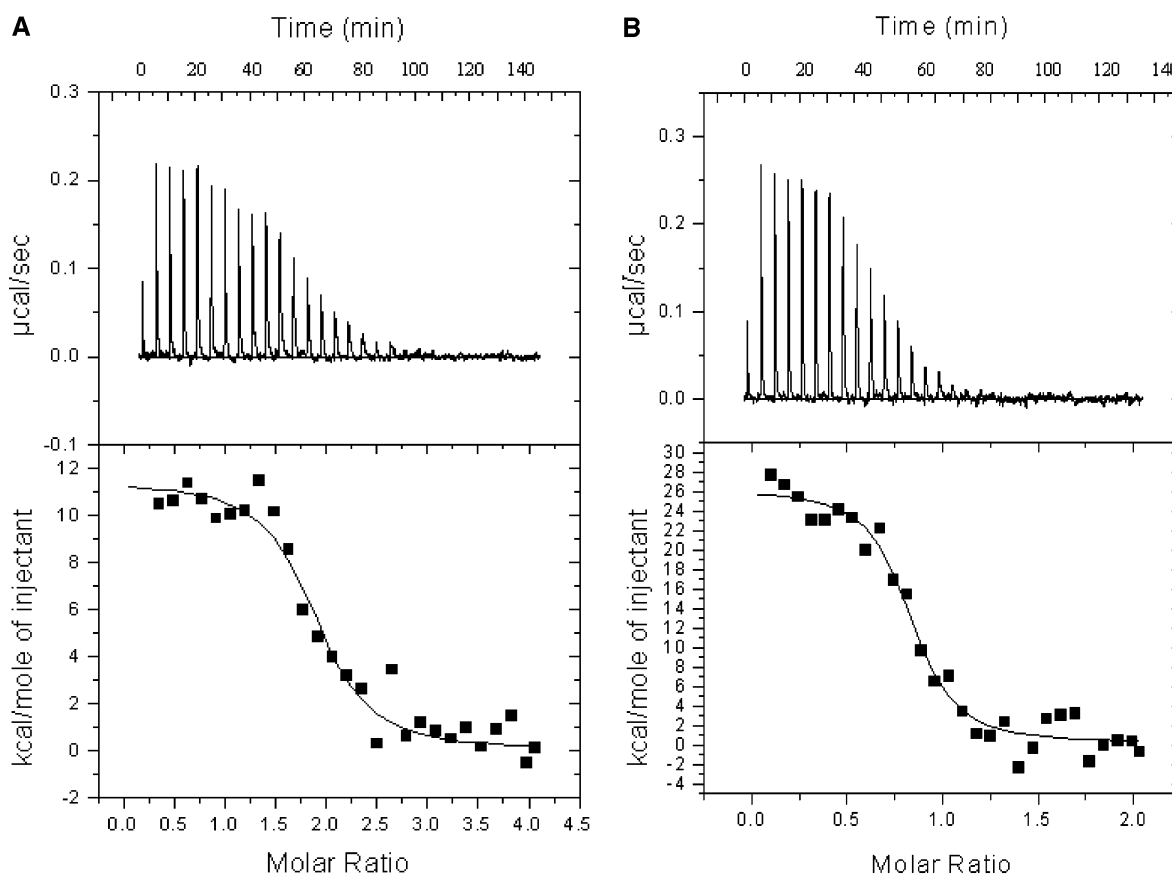 A
Time (min)
0 20 40 60 80 100 120 140
0.3
0.2
0.1
0.0
-0.1
µcal/sec
12
10
8
6
4
2
0
-2
kcal/mole of injectant
0.0 0.5 1.0 1.5 2.0 2.5 3.0 3.5 4.0 4.5
Molar Ratio
B
Time (min)
0 20 40 60 80 100 120 140
0.3
0.2
0.1
0.0
µcal/sec
30
28
26
24
22
20
18
16
14
12
10
8
6
4
2
0
-2
-4
kcal/mole of injectant
0.0 0.5 1.0 1.5 2.0
Molar Ratio